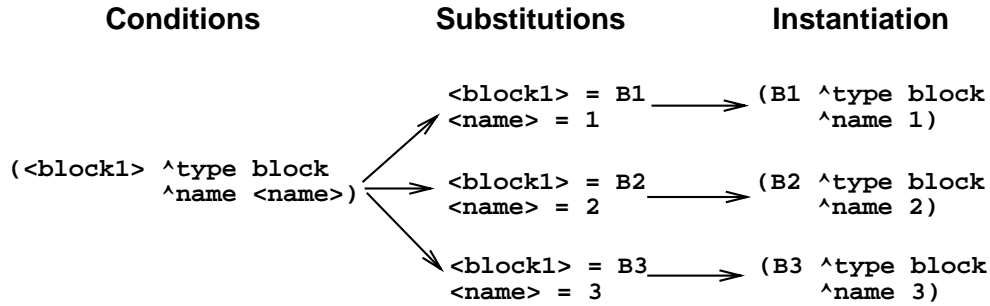 Conditions Substitutions Instantiation
<block1> = B1 (B1 ^type block
<name> = 1 ^name 1)
(<block1> ^type block
^name <name>)
<block1> = B2 (B2 ^type block
<name> = 2 ^name 2)
<block1> = B3 (B3 ^type block
<name> = 3 ^name 3)